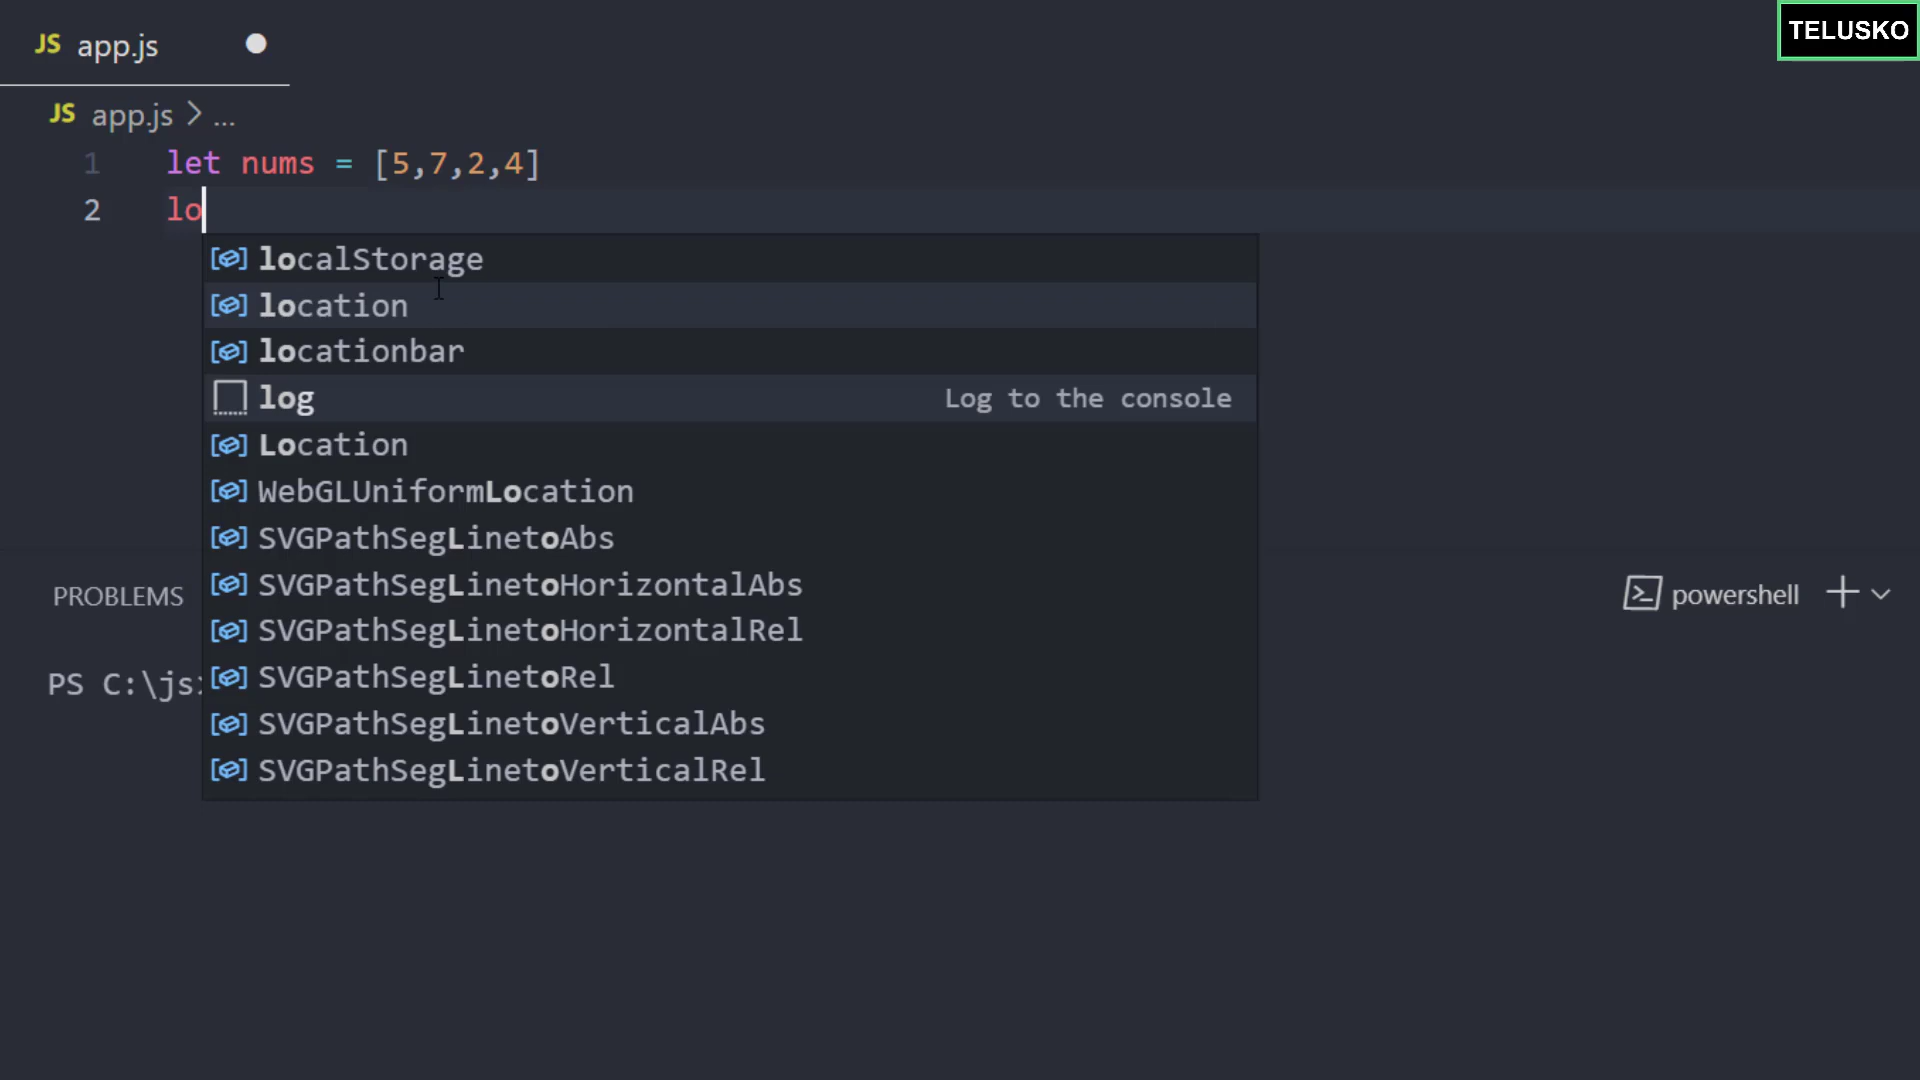 TELUSKO
JS app.js
JS app.js > ...
1 let nums = [5,7,2,4]
2 lo
localStorage
location
locationbar
log Log to the console
Location
WebGLUniformLocation
SVGPathSegLinetoAbs
SVGPathSegLinetoHorizontalAbs
SVGPathSegLinetoHorizontalRel
SVGPathSegLinetoRel
SVGPathSegLinetoVerticalAbs
SVGPathSegLinetoVerticalRel
PROBLEMS
powershell
PS C:\js>